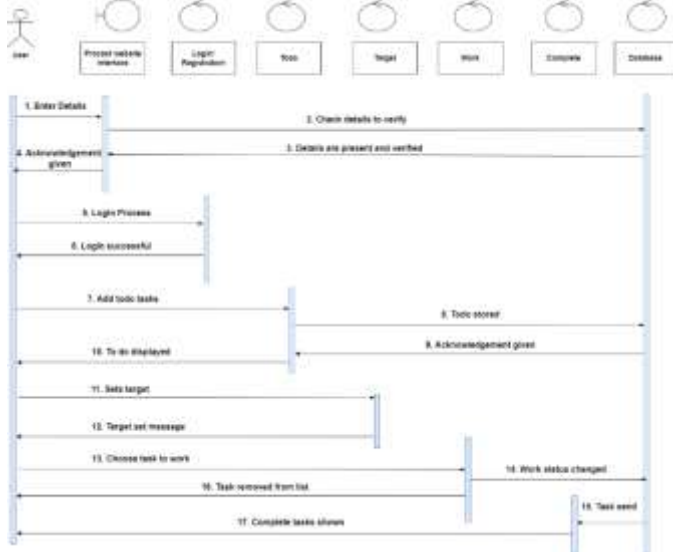 User
Process website
interface
Login/
Registration
Todo
Target
Work
Complete
Database
1. Enter Details
2. Check details to verify
3. Details are present and verified
4. Acknowledgement
given
5. Login Process
6. Login successful
7. Add todo tasks
8. Todo stored
9. Acknowledgement given
10. To do displayed
11. Sets target
12. Target set message
13. Choose task to work
14. Work status changed
16. Task removed from list
15. Task send
17. Complete tasks shown